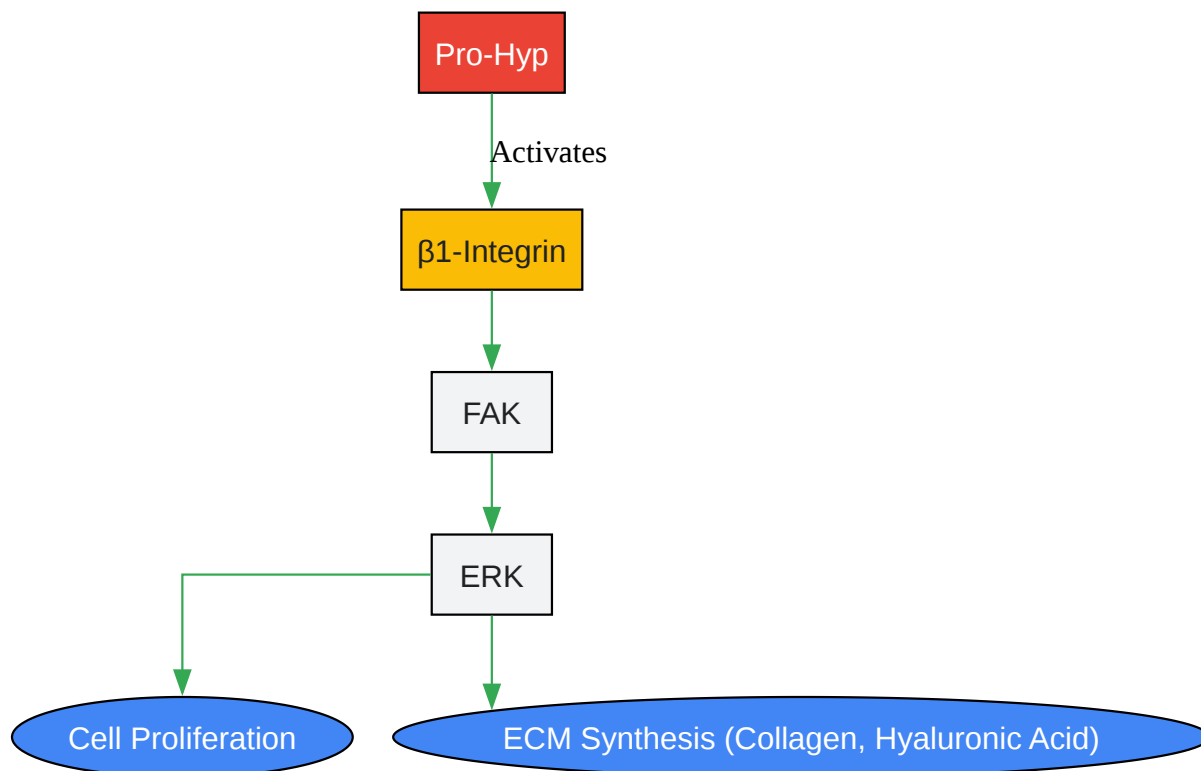 Pro-Hyp
Activates
β1-Integrin
FAK
ERK
Cell Proliferation
ECM Synthesis (Collagen, Hyaluronic Acid)